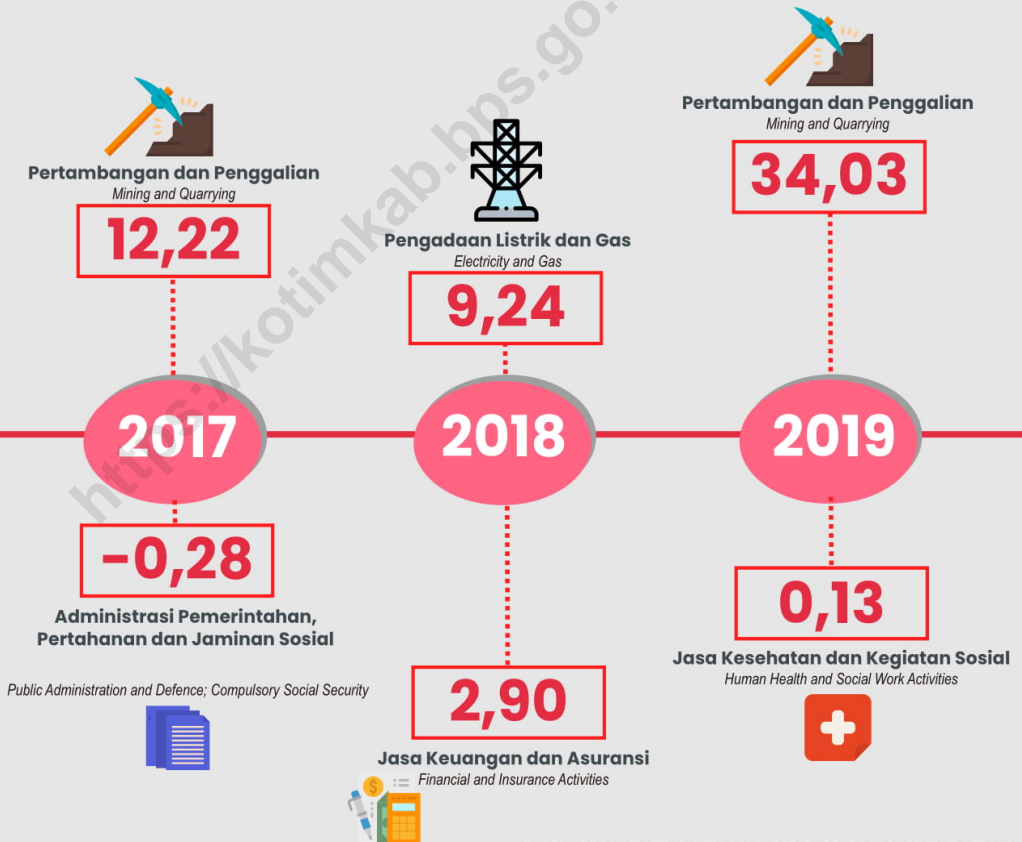 Pertambangan dan Penggalian
Mining and Quarrying
12,22
Pengadaan Listrik dan Gas
Electricity and Gas
9,24
Pertambangan dan Penggalian
Mining and Quarrying
34,03
2017
2018
2019
-0,28
Administrasi Pemerintahan,
Pertahanan dan Jaminan Sosial
Public Administration and Defence; Compulsory Social Security
2,90
Jasa Keuangan dan Asuransi
Financial and Insurance Activities
0,13
Jasa Kesehatan dan Kegiatan Sosial
Human Health and Social Work Activities
https://kotimkab.bps.go.